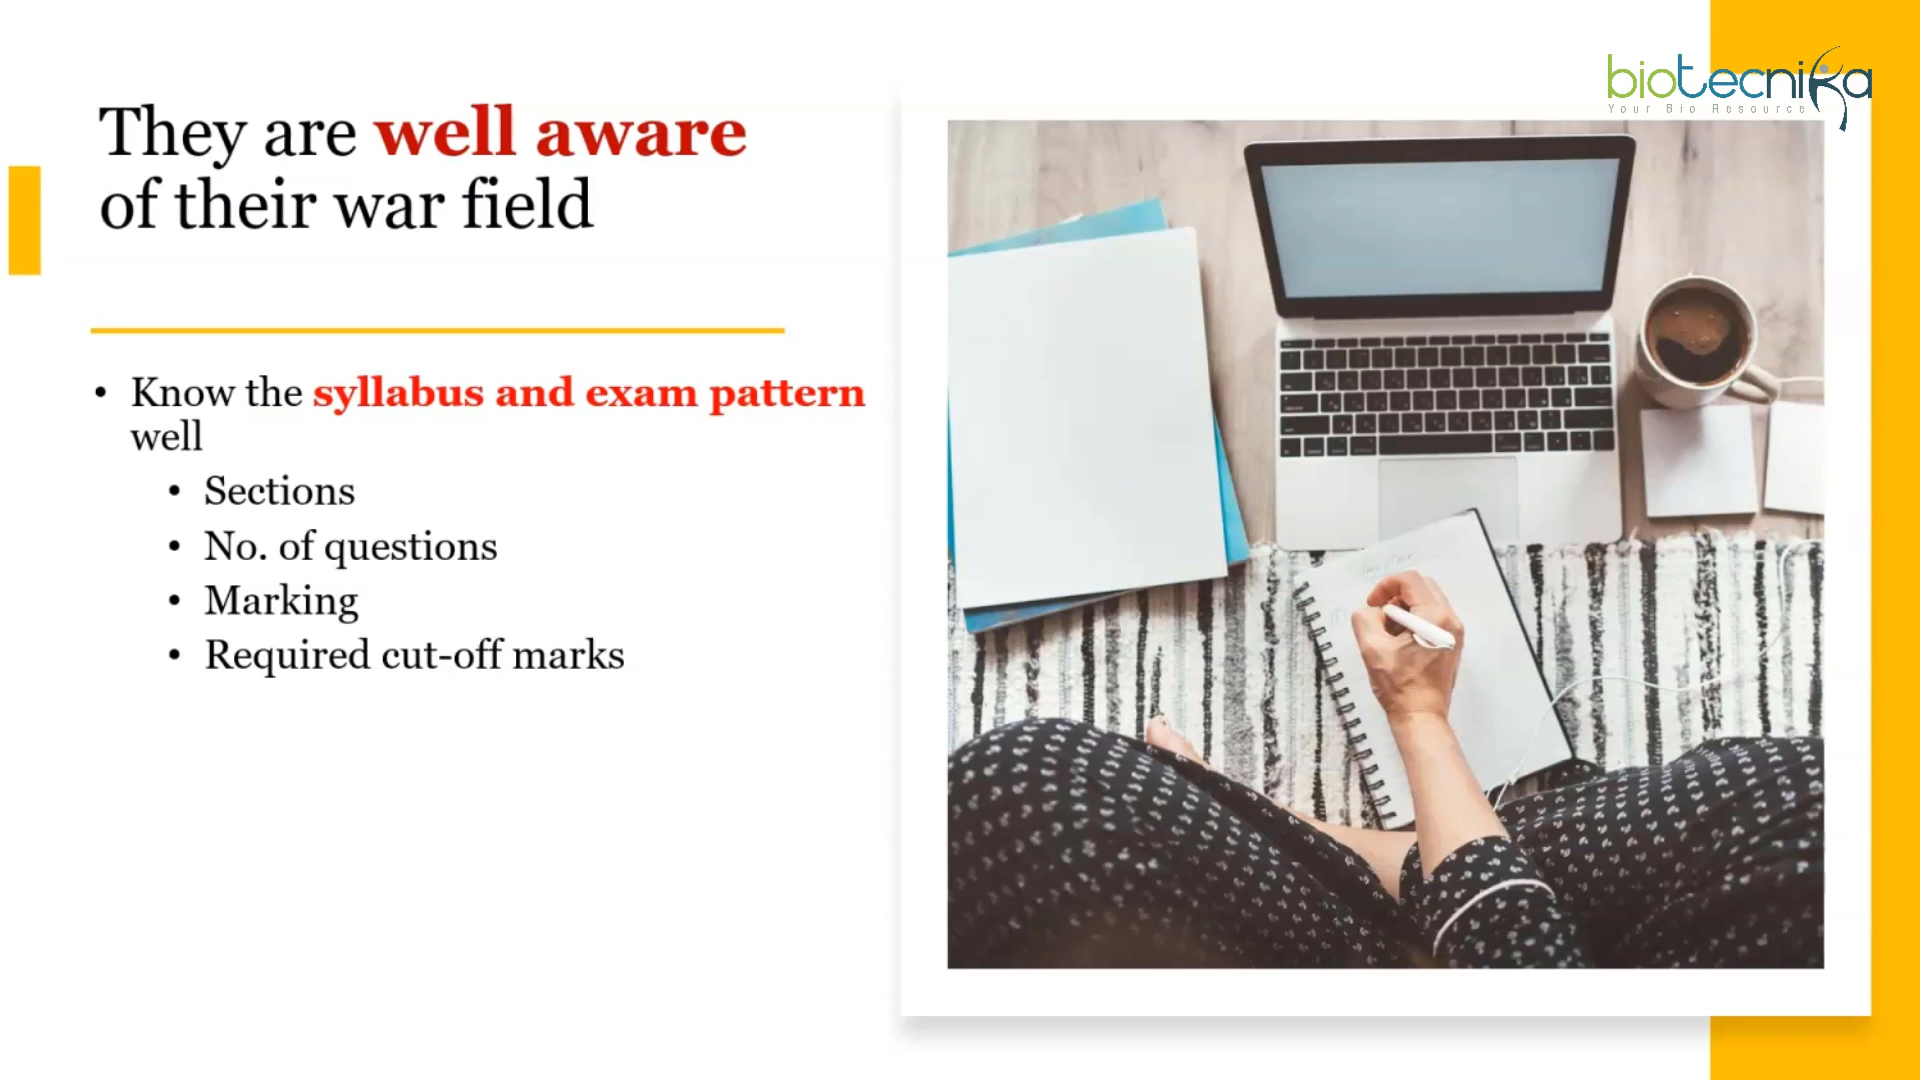 biotecnika
Your Bio Resource
They are well aware
of their war field
• Know the syllabus and exam pattern
well
• Sections
• No. of questions
• Marking
• Required cut-off marks